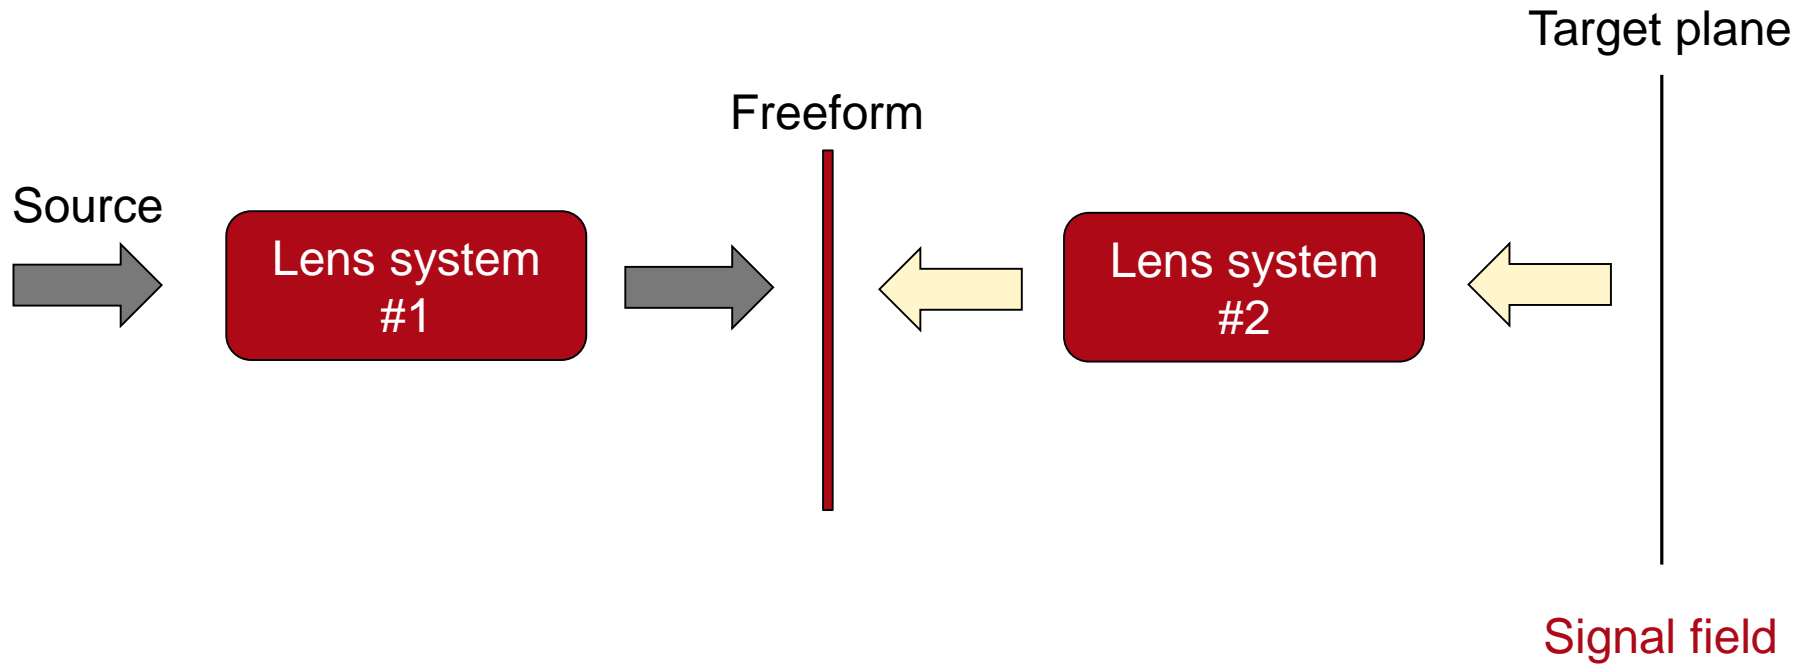 Target plane
Freeform
Source
Lens system
#1
Lens system
#2
Signal field